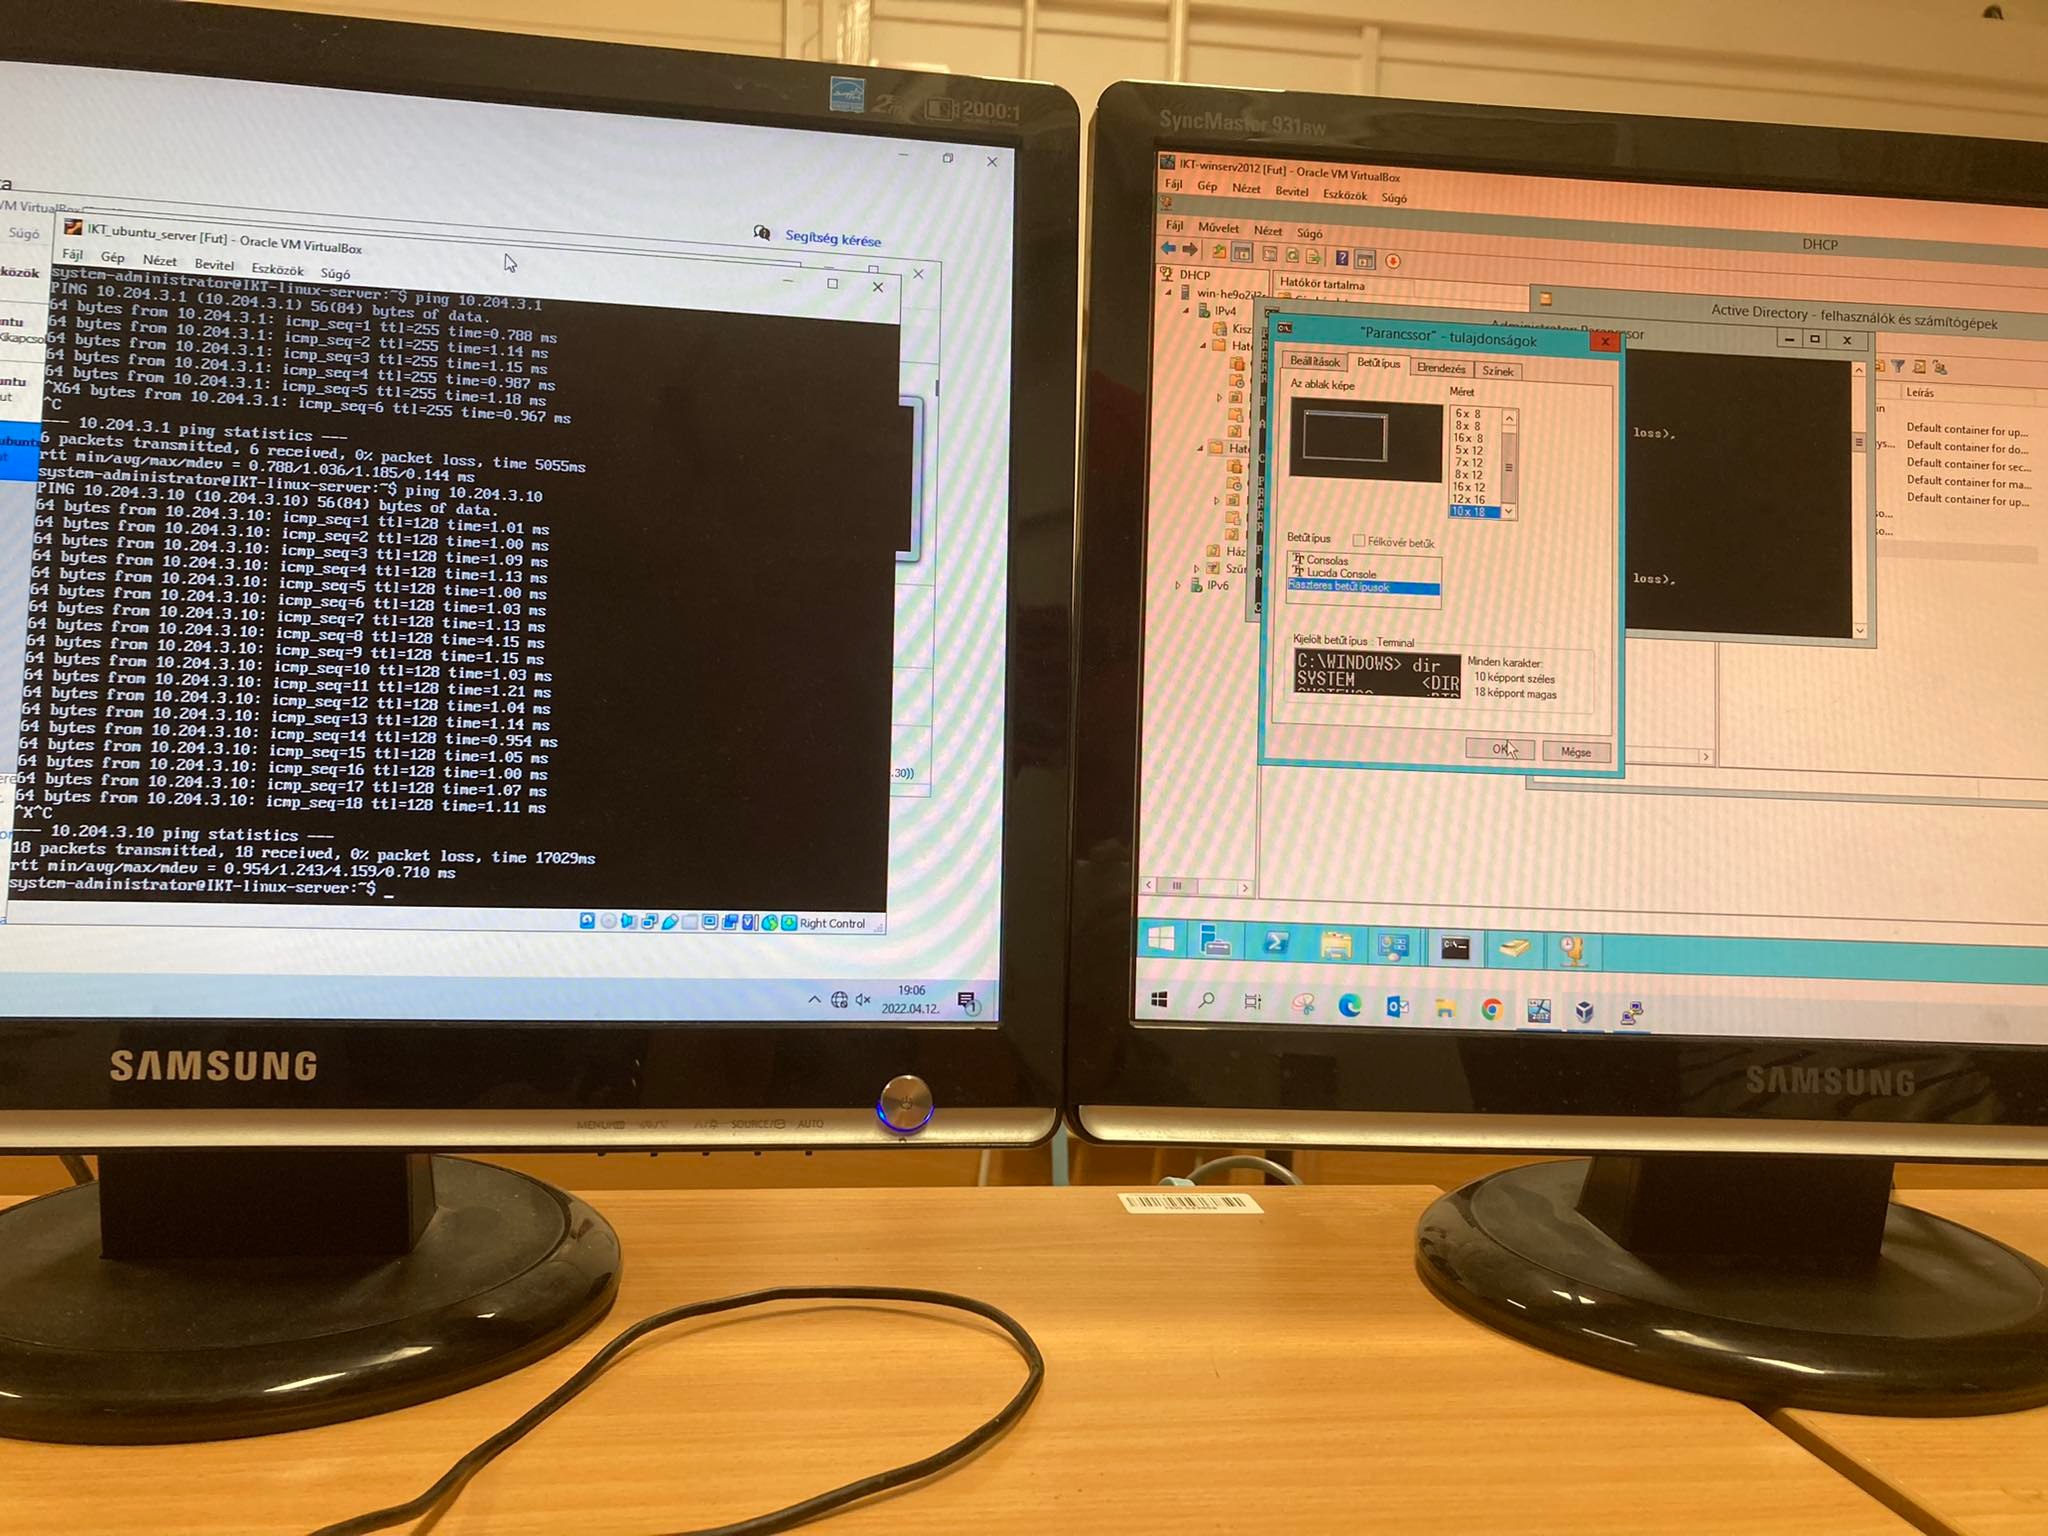 2000:1
Segítség kérése
VM VirtualBox
Súgó
IKT_ubuntu_server [Fut] - Oracle VM VirtualBox
Fájl Gép Nézet Bevitel Eszközök Súgó
system-administrator@IKT-linux-server:~$ ping 10.204.3.1
PING 10.204.3.1 (10.204.3.1) 56(84) bytes of data.
64 bytes from 10.204.3.1: icmp_seq=1 ttl=255 time=0.788 ms
64 bytes from 10.204.3.1: icmp_seq=2 ttl=255 time=1.14 ms
64 bytes from 10.204.3.1: icmp_seq=3 ttl=255 time=1.15 ms
64 bytes from 10.204.3.1: icmp_seq=4 ttl=255 time=0.987 ms
64 bytes from 10.204.3.1: icmp_seq=5 ttl=255 time=1.18 ms
^X64 bytes from 10.204.3.1: icmp_seq=6 ttl=255 time=0.967 ms
^C
--- 10.204.3.1 ping statistics ---
6 packets transmitted, 6 received, 0% packet loss, time 5055ms
rtt min/avg/max/mdev = 0.788/1.036/1.185/0.144 ms
system-administrator@IKT-linux-server:~$ ping 10.204.3.10
PING 10.204.3.10 (10.204.3.10) 56(84) bytes of data.
64 bytes from 10.204.3.10: icmp_seq=1 ttl=128 time=1.01 ms
64 bytes from 10.204.3.10: icmp_seq=2 ttl=128 time=1.00 ms
64 bytes from 10.204.3.10: icmp_seq=3 ttl=128 time=1.09 ms
64 bytes from 10.204.3.10: icmp_seq=4 ttl=128 time=1.13 ms
64 bytes from 10.204.3.10: icmp_seq=5 ttl=128 time=1.00 ms
64 bytes from 10.204.3.10: icmp_seq=6 ttl=128 time=1.03 ms
64 bytes from 10.204.3.10: icmp_seq=7 ttl=128 time=1.13 ms
64 bytes from 10.204.3.10: icmp_seq=8 ttl=128 time=4.15 ms
64 bytes from 10.204.3.10: icmp_seq=9 ttl=128 time=1.15 ms
64 bytes from 10.204.3.10: icmp_seq=10 ttl=128 time=1.03 ms
64 bytes from 10.204.3.10: icmp_seq=11 ttl=128 time=1.21 ms
64 bytes from 10.204.3.10: icmp_seq=12 ttl=128 time=1.04 ms
64 bytes from 10.204.3.10: icmp_seq=13 ttl=128 time=1.14 ms
64 bytes from 10.204.3.10: icmp_seq=14 ttl=128 time=0.954 ms
64 bytes from 10.204.3.10: icmp_seq=15 ttl=128 time=1.05 ms
64 bytes from 10.204.3.10: icmp_seq=16 ttl=128 time=1.00 ms
64 bytes from 10.204.3.10: icmp_seq=17 ttl=128 time=1.07 ms
64 bytes from 10.204.3.10: icmp_seq=18 ttl=128 time=1.11 ms
^X^C
--- 10.204.3.10 ping statistics ---
18 packets transmitted, 18 received, 0% packet loss, time 17029ms
rtt min/avg/max/mdev = 0.954/1.243/4.159/0.710 ms
system-administrator@IKT-linux-server:~$ _
.30))
Right Control
19:06
2022.04.12.
1
SAMSUNG
MENU
SOURCE
AUTO
SyncMaster 931BW
IKT-winserv2012 [Fut] - Oracle VM VirtualBox
Fájl Gép Nézet Bevitel Eszközök Súgó
DHCP
Fájl Művelet Nézet Súgó
DHCP
IPv4
IPv6
Hatókör tartalma
Active Directory - felhasználók és számítógépek
Leírás
Default container for up...
Default container for do...
Default container for sec...
Default container for ma...
Default container for up...
loss),
loss),
"Parancssor" - tulajdonságok
Beállítások Betűtípus Elrendezés Színek
Az ablak képe
Méret
6 x 8
8 x 8
16 x 8
5 x 12
7 x 12
8 x 12
16 x 12
12 x 16
10 x 18
Betűtípus
Félkövér betűk
Consolas
Lucida Console
Raszteres betűtípusok
Kijelölt betűtípus : Terminal
C:\WINDOWS> dir
SYSTEM <DIR
Minden karakter:
10 képpont széles
18 képpont magas
OK
Mégse
SAMSUNG